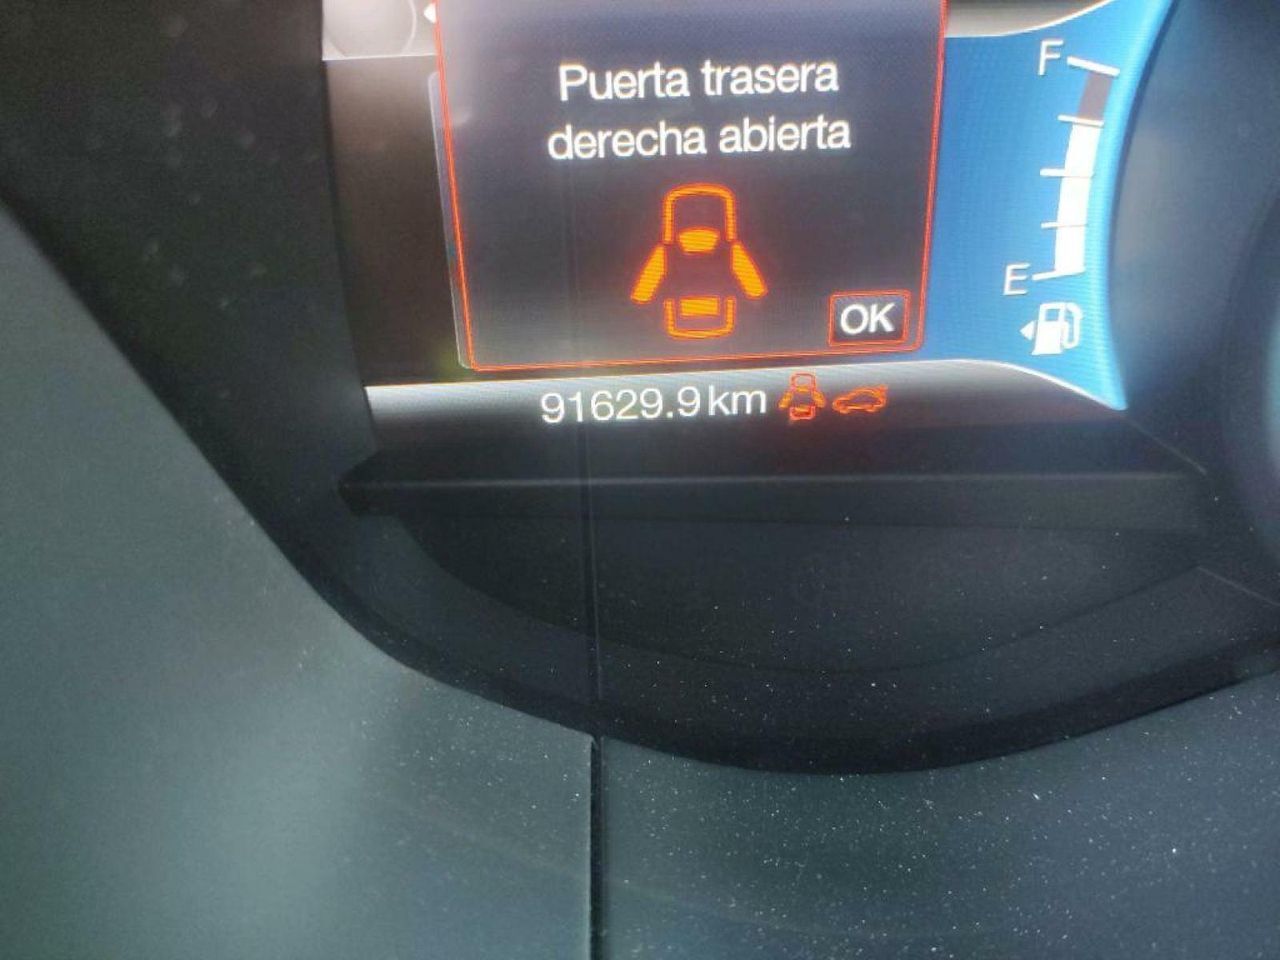 Puerta trasera
derecha abierta
OK
F
E
91629.9 km